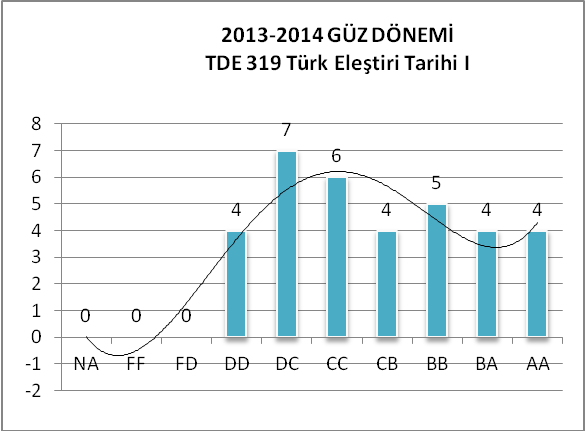 2013-2014 GÜZ DÖNEMİ
TDE 319 Türk Eleştiri Tarihi I
8
7
6
5
4
3
2
1
0
-1
-2
0 0 0 4 7 6 4 5 4 4
NA FF FD DD DC CC CB BB BA AA